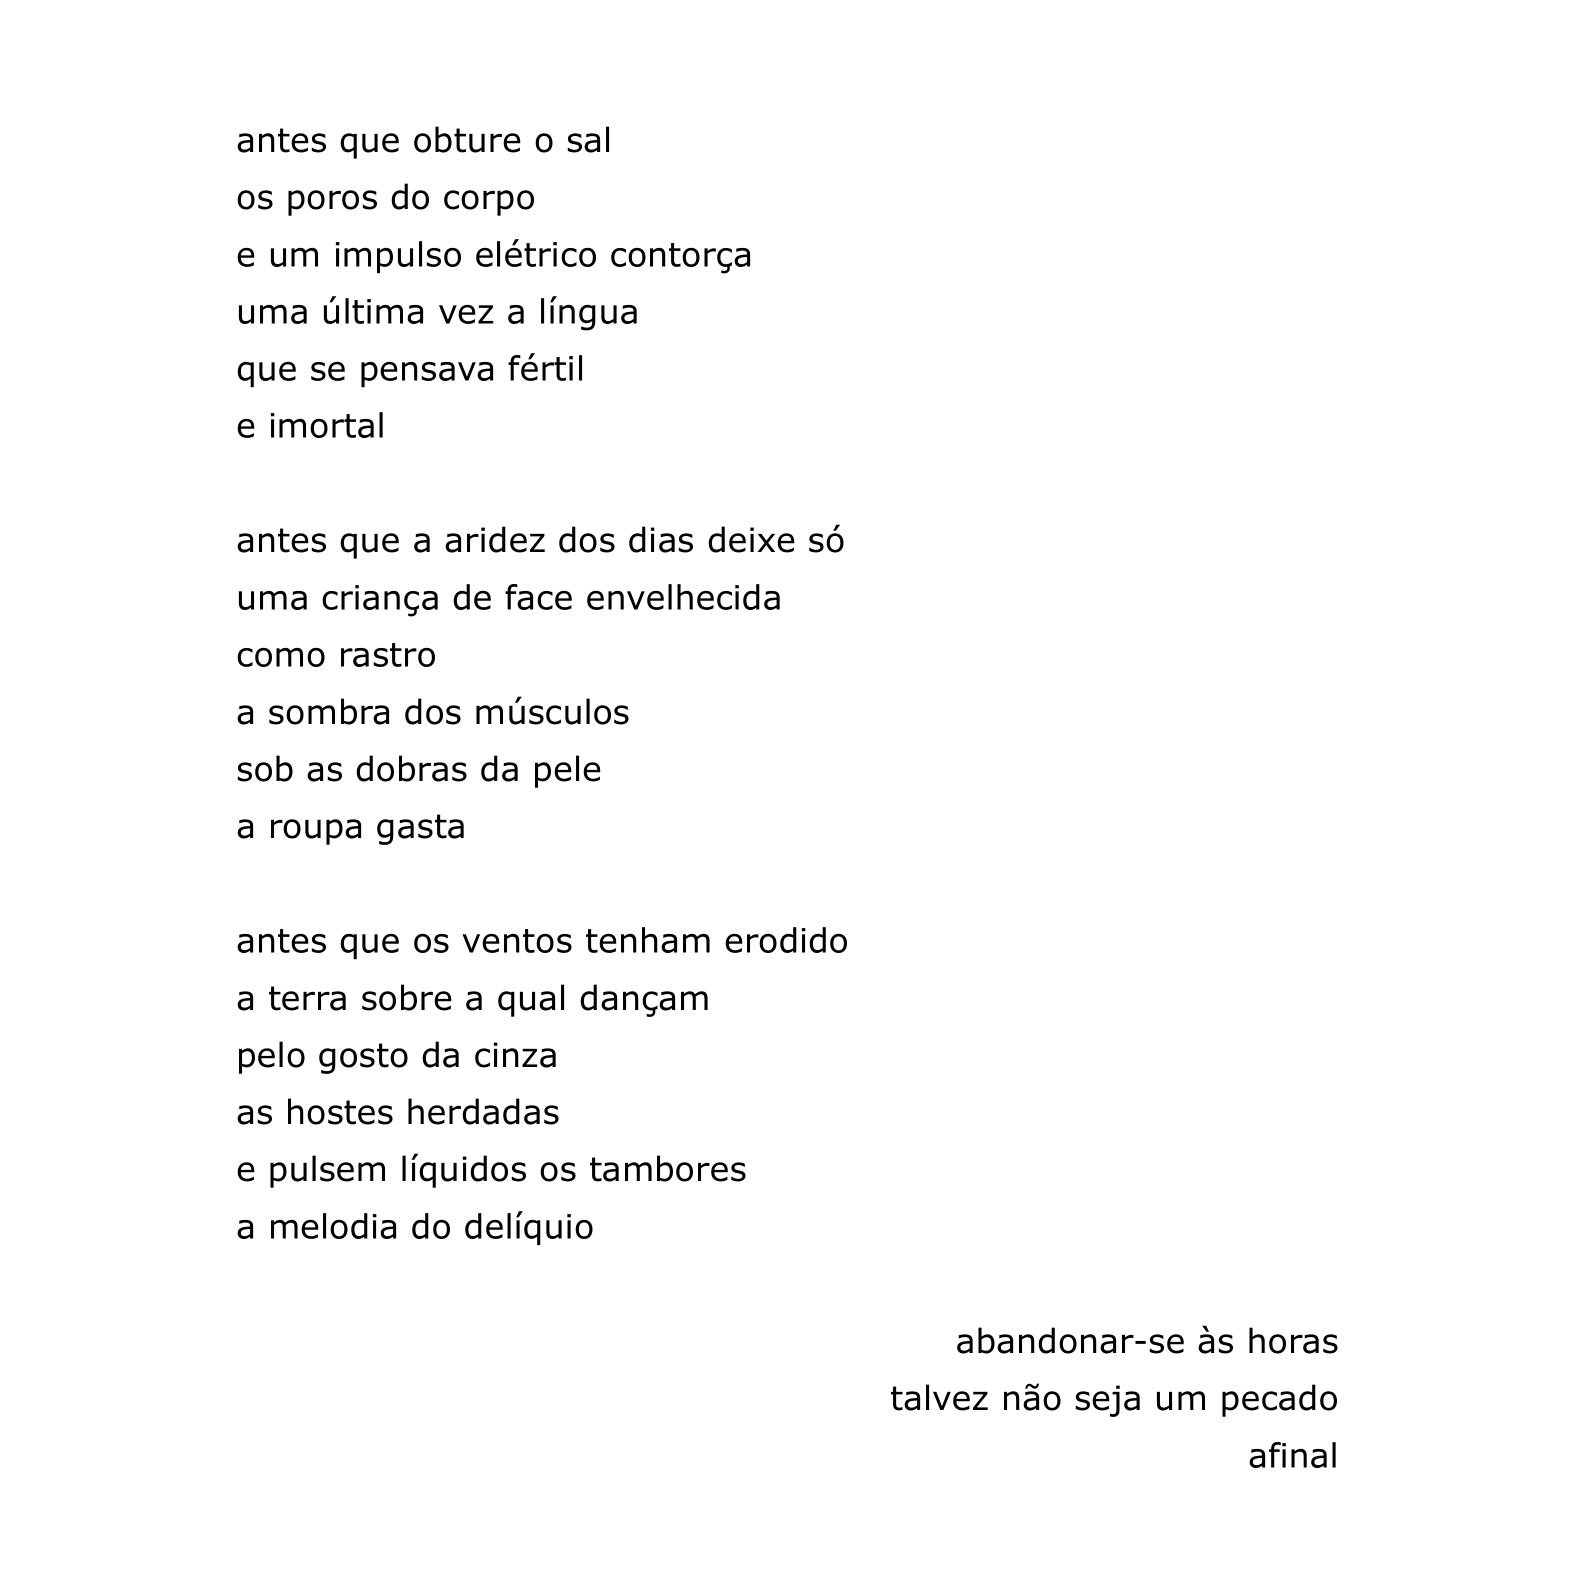 antes que obture o sal
os poros do corpo
e um impulso elétrico contorça
uma última vez a língua
que se pensava fértil
e imortal
antes que a aridez dos dias deixe só
uma criança de face envelhecida
como rastro
a sombra dos músculos
sob as dobras da pele
a roupa gasta
antes que os ventos tenham erodido
a terra sobre a qual dançam
pelo gosto da cinza
as hostes herdadas
e pulsem líquidos os tambores
a melodia do delíquio
abandonar-se às horas
talvez não seja um pecado
afinal